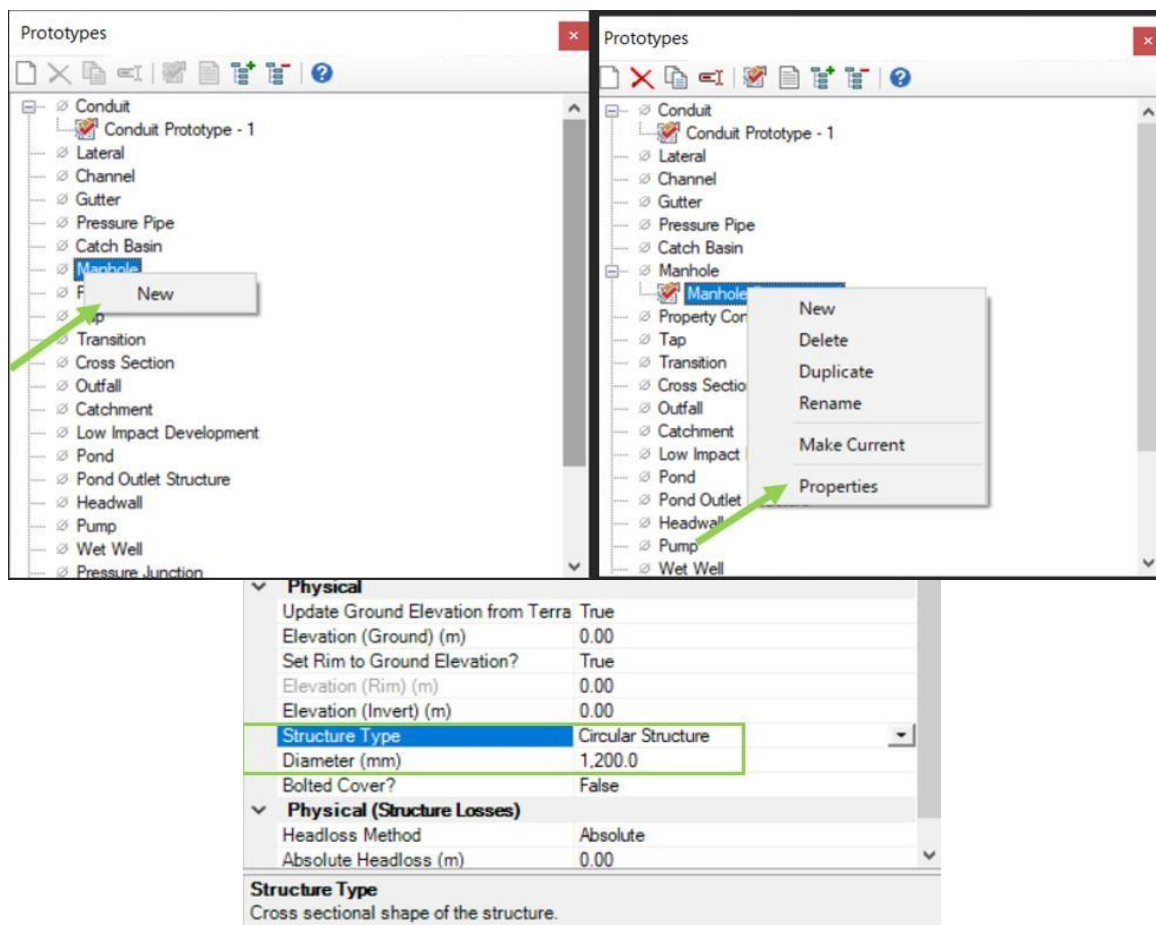 Prototypes
Conduit
Conduit Prototype - 1
Lateral
Channel
Gutter
Pressure Pipe
Catch Basin
Manhole
New
Transition
Cross Section
Outfall
Catchment
Low Impact Development
Pond
Pond Outlet Structure
Headwall
Pump
Wet Well
Pressure Junction
Prototypes
Conduit
Conduit Prototype - 1
Lateral
Channel
Gutter
Pressure Pipe
Catch Basin
Manhole
Manhole
New
Property Con
Delete
Tap
Transition
Duplicate
Cross Sectio
Rename
Outfall
Catchment
Make Current
Low Impact
Pond
Properties
Pond Outlet
Headwall
Pump
Wet Well
Physical
Update Ground Elevation from Terra True
Elevation (Ground) (m) 0.00
Set Rim to Ground Elevation? True
Elevation (Rim) (m) 0.00
Elevation (Invert) (m) 0.00
Structure Type Circular Structure
Diameter (mm) 1,200.0
Bolted Cover? False
Physical (Structure Losses)
Headloss Method Absolute
Absolute Headloss (m) 0.00
Structure Type
Cross sectional shape of the structure.